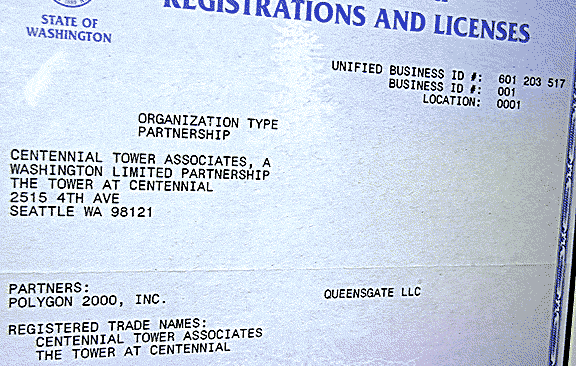 REGISTRATIONS AND LICENSES
STATE OF
WASHINGTON
UNIFIED BUSINESS ID #: 601 203 517
BUSINESS ID #: 001
LOCATION: 0001
ORGANIZATION TYPE
PARTNERSHIP
CENTENNIAL TOWER ASSOCIATES, A
WASHINGTON LIMITED PARTNERSHIP
THE TOWER AT CENTENNIAL
2515 4TH AVE
SEATTLE WA 98121
PARTNERS:
POLYGON 2000, INC. QUEENSGATE LLC
REGISTERED TRADE NAMES:
CENTENNIAL TOWER ASSOCIATES
THE TOWER AT CENTENNIAL